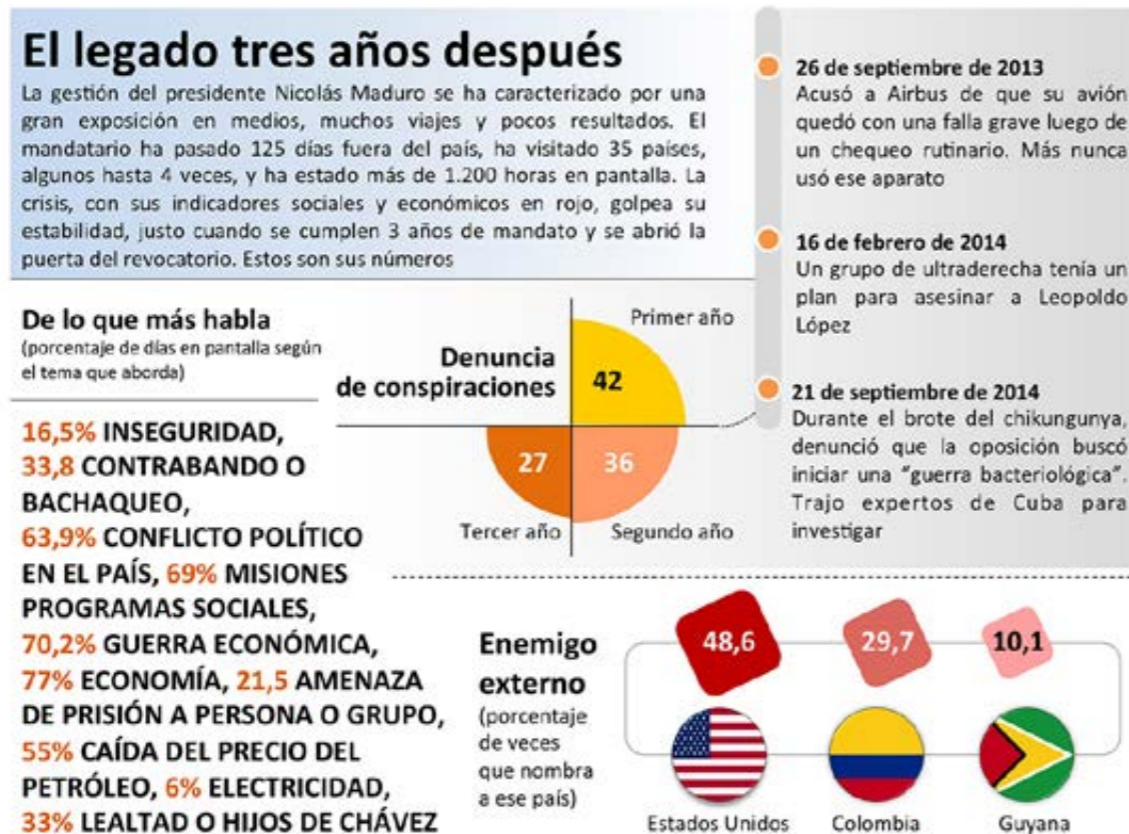 El legado tres años después
La gestión del presidente Nicolás Maduro se ha caracterizado por una
gran exposición en medios, muchos viajes y pocos resultados. El
mandatario ha pasado 125 días fuera del país, ha visitado 35 países,
algunos hasta 4 veces, y ha estado más de 1.200 horas en pantalla. La
crisis, con sus indicadores sociales y económicos en rojo, golpea su
estabilidad, justo cuando se cumplen 3 años de mandato y se abrió la
puerta del revocatorio. Estos son sus números
26 de septiembre de 2013
Acusó a Airbus de que su avión
quedó con una falla grave luego de
un chequeo rutinario. Más nunca
usó ese aparato
16 de febrero de 2014
Un grupo de ultraderecha tenía un
plan para asesinar a Leopoldo
López
21 de septiembre de 2014
Durante el brote del chikungunya,
denunció que la oposición buscó
iniciar una "guerra bacteriológica".
Trajo expertos de Cuba para
investigar
De lo que más habla
(porcentaje de días en pantalla según
el tema que aborda)
16,5% INSEGURIDAD,
33,8 CONTRABANDO O
BACHAQUEO,
63,9% CONFLICTO POLÍTICO
EN EL PAÍS, 69% MISIONES
PROGRAMAS SOCIALES,
70,2% GUERRA ECONÓMICA,
77% ECONOMÍA, 21,5 AMENAZA
DE PRISIÓN A PERSONA O GRUPO,
55% CAÍDA DEL PRECIO DEL
PETRÓLEO, 6% ELECTRICIDAD,
33% LEALTAD O HIJOS DE CHÁVEZ
Denuncia
de conspiraciones
Primer año
42
27
36
Tercer año
Segundo año
Enemigo
externo
(porcentaje
de veces
que nombra
a ese país)
48,6
29,7
10,1
Estados Unidos
Colombia
Guyana